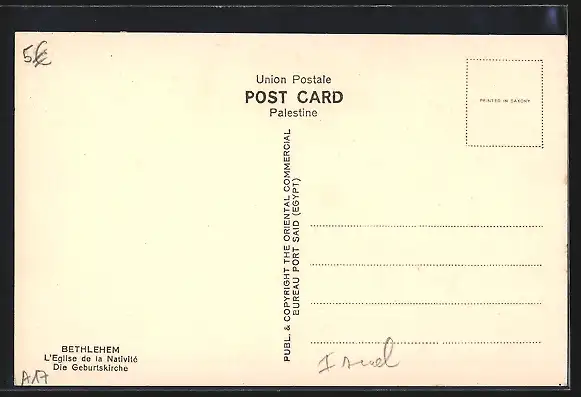 5€
Union Postale
POST CARD
Palestine
PRINTED IN SAXONY
PUBL. & COPYRIGHT THE ORIENTAL COMMERCIAL
BUREAU PORT SAID (EGYPT)
BETHLEHEM
L'Eglise de la Nativité
Die Geburtskirche
A17
Israel